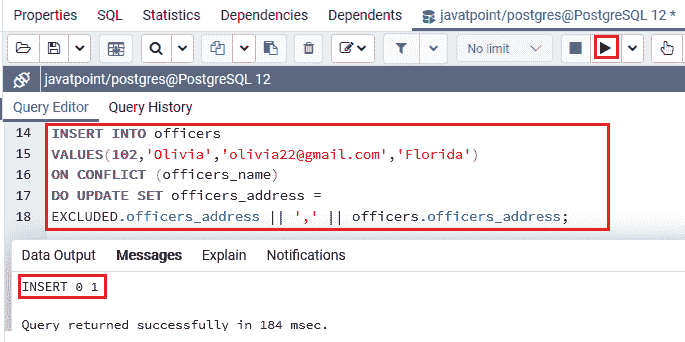 Properties SQL Statistics Dependencies Dependents javatpoint/postgres@PostgreSQL 12 *
No limit
javatpoint/postgres@PostgreSQL 12
Query Editor Query History
14 INSERT INTO officers
15 VALUES(102,'Olivia','olivia22@gmail.com','Florida')
16 ON CONFLICT (officers_name)
17 DO UPDATE SET officers_address =
18 EXCLUDED.officers_address || ',' || officers.officers_address;
Data Output Messages Explain Notifications
INSERT 0 1
Query returned successfully in 184 msec.